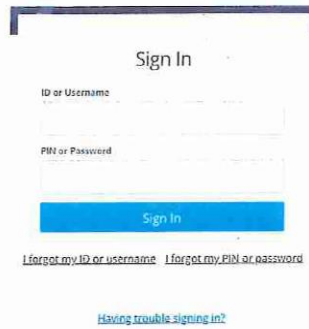 Sign In
ID or Username
PIN or Password
Sign In
I forgot my ID or username I forgot my PIN or password
Having trouble signing in?